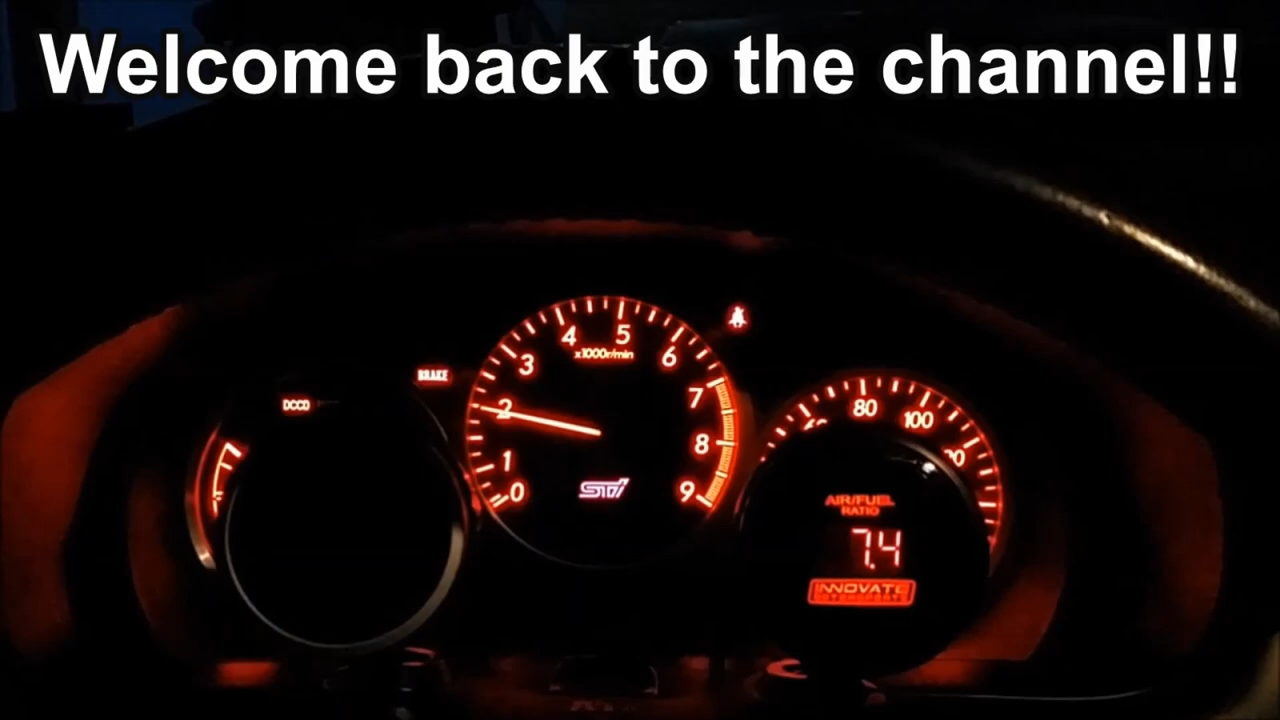 Welcome back to the channel!!
4 5
x1000r/min
3 6
BRAKE
7
DCCD
2
80 100
8
1
STI
0 9
AIR/FUEL
RATIO
7.4
INNOVATE